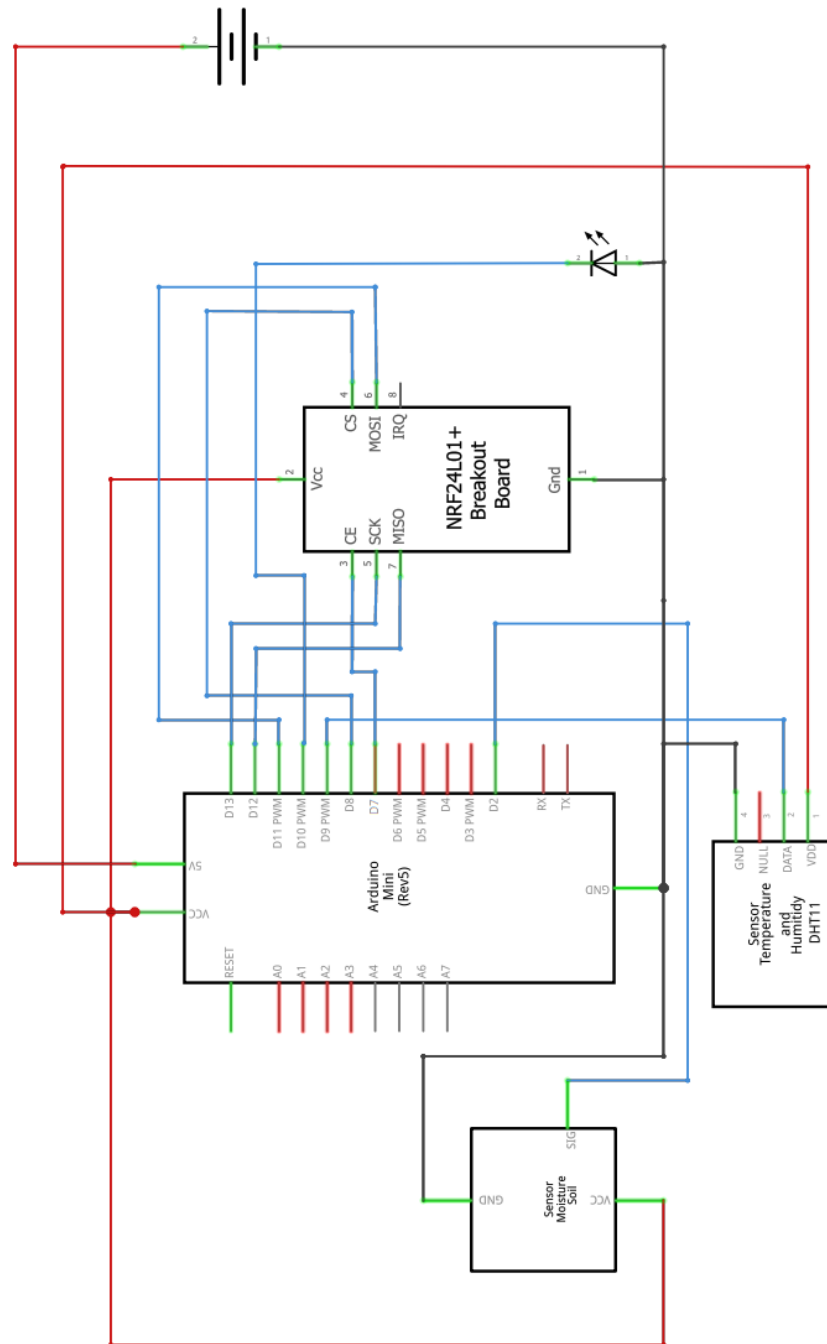 2
1
2
1
4
6
8
CS
MOSI
IRQ
2
Vcc
NRF24L01+
Breakout
Board
Gnd
1
CE
SCK
MISO
3
5
7
D13
D12
D11 PWM
D10 PWM
D9 PWM
D8
D7
D6 PWM
D5 PWM
D4
D3 PWM
D2
RX
TX
5V
VCC
Arduino
Mini
(Rev5)
GND
RESET
A0
A1
A2
A3
A4
A5
A6
A7
4
3
2
1
GND
NULL
DATA
VDD
Sensor
Temperature
and
Humitidy
DHT11
SIG
GND
Sensor
Moisture
Soil
VCC